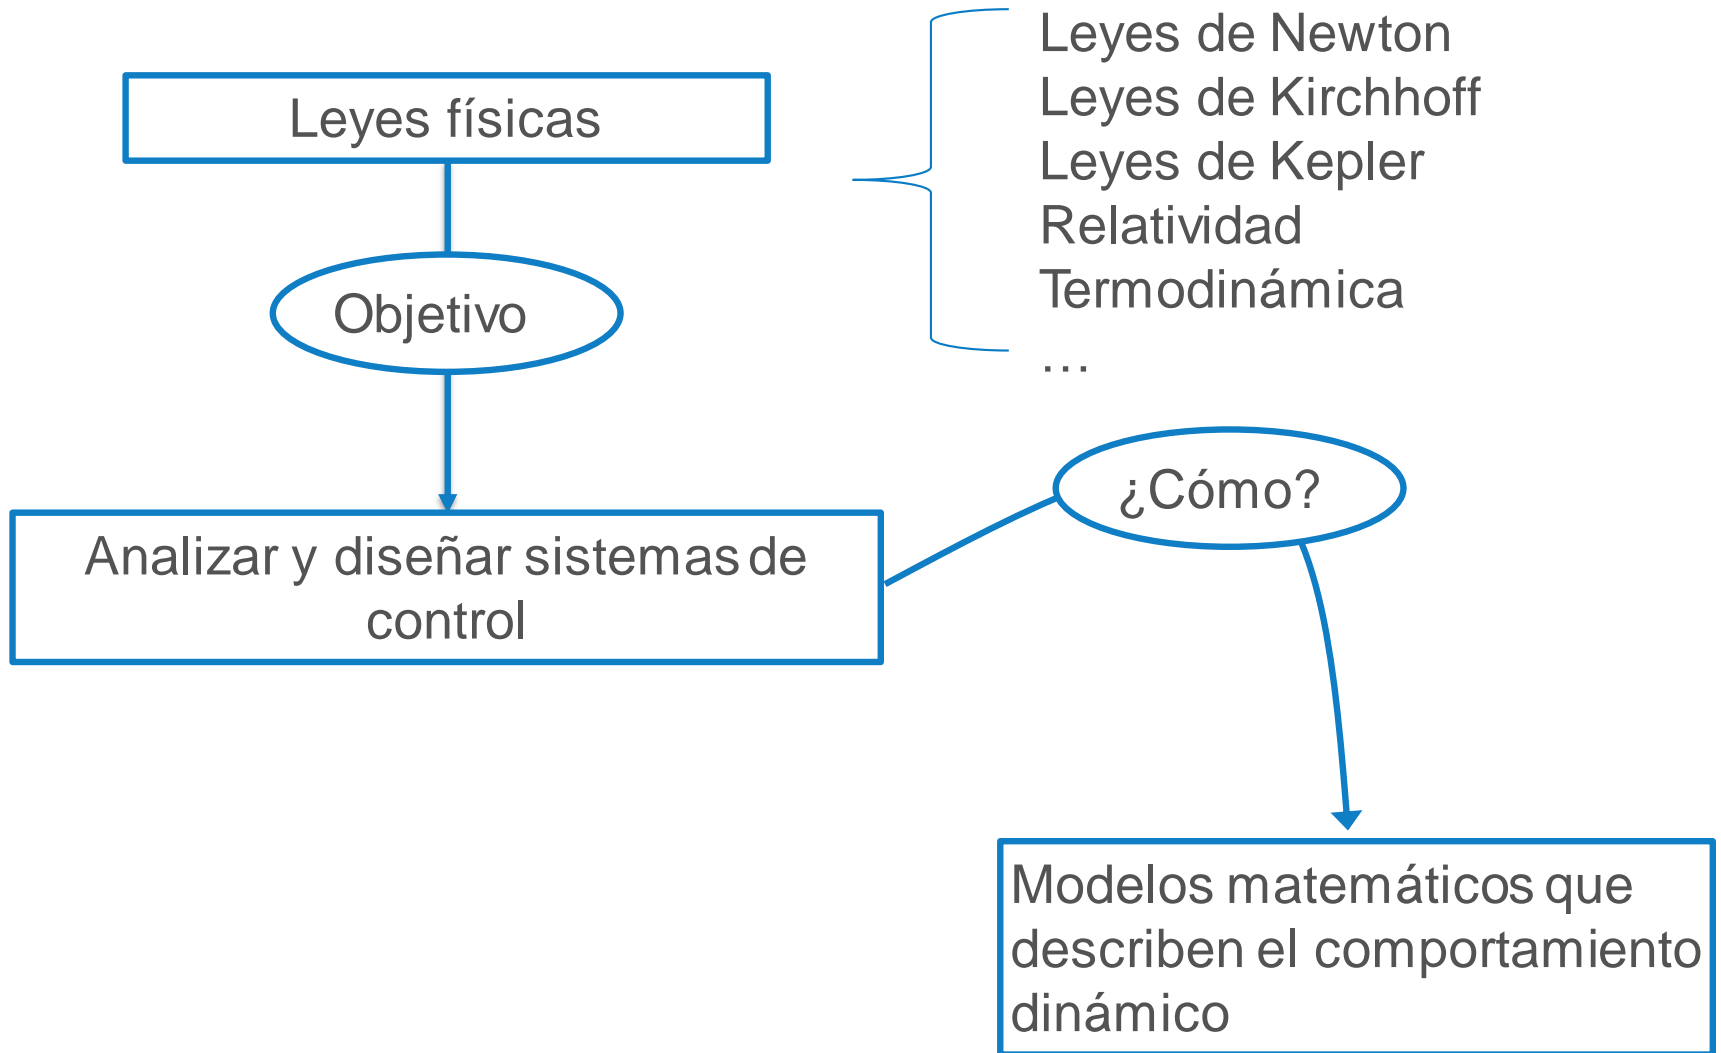 Leyes físicas
Leyes de Newton
Leyes de Kirchhoff
Leyes de Kepler
Relatividad
Termodinámica
…
Objetivo
¿Cómo?
Analizar y diseñar sistemas de
control
Modelos matemáticos que
describen el comportamiento
dinámico